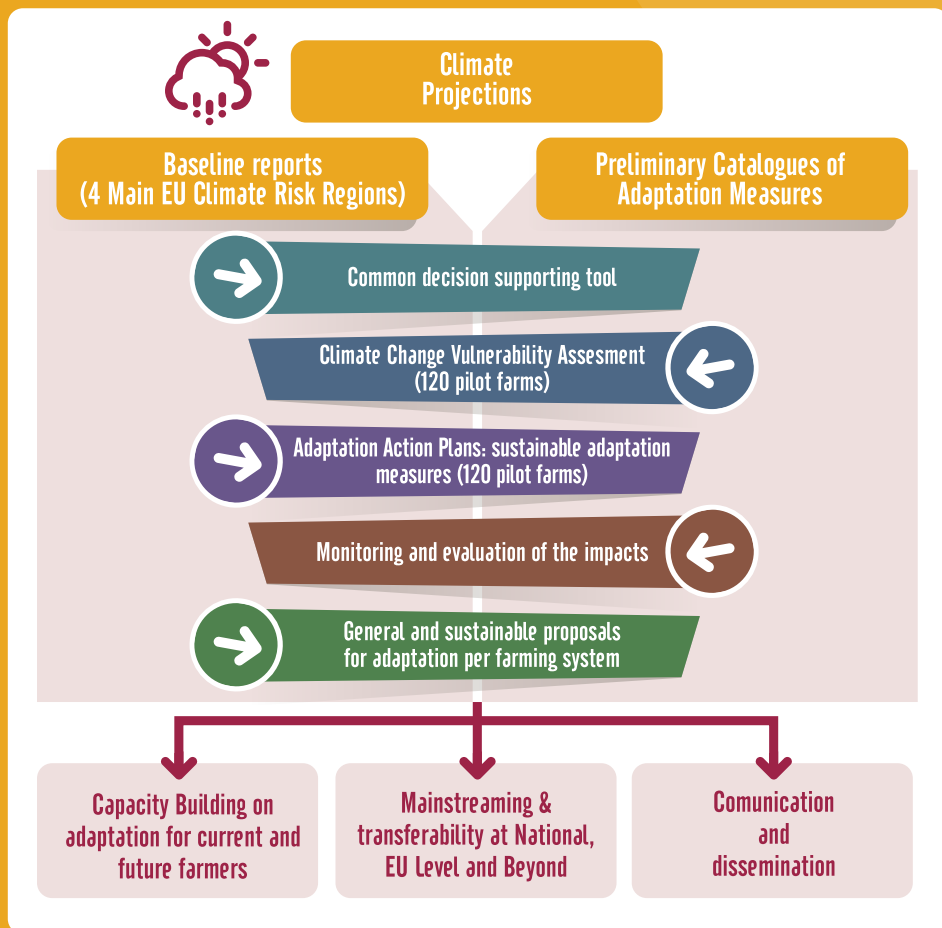 Climate
Projections
Baseline reports
(4 Main EU Climate Risk Regions)
Preliminary Catalogues of
Adaptation Measures
Common decision supporting tool
Climate Change Vulnerability Assesment
(120 pilot farms)
Adaptation Action Plans: sustainable adaptation
measures (120 pilot farms)
Monitoring and evaluation of the impacts
General and sustainable proposals
for adaptation per farming system
Capacity Building on
adaptation for current and
future farmers
Mainstreaming &
transferability at National,
EU Level and Beyond
Comunication
and
dissemination